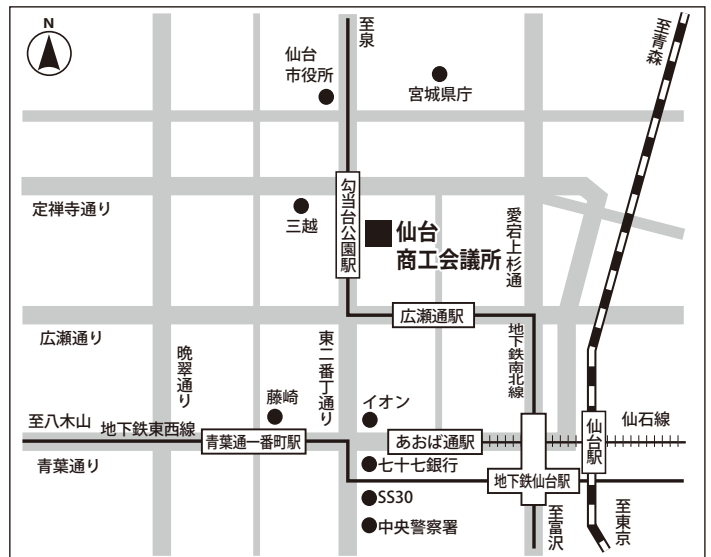 N
至泉
至青森
仙台
市役所
宮城県庁
定禅寺通り
三越
勾当台公園駅
仙台
商工会議所
愛宕上杉通
広瀬通り
広瀬通駅
晩翠通り
東二番丁通り
地下鉄南北線
藤崎
イオン
至八木山
地下鉄東西線
青葉通一番町駅
あおば通駅
仙台駅
仙石線
青葉通り
七十七銀行
地下鉄仙台駅
SS30
中央警察署
至富沢
至東京